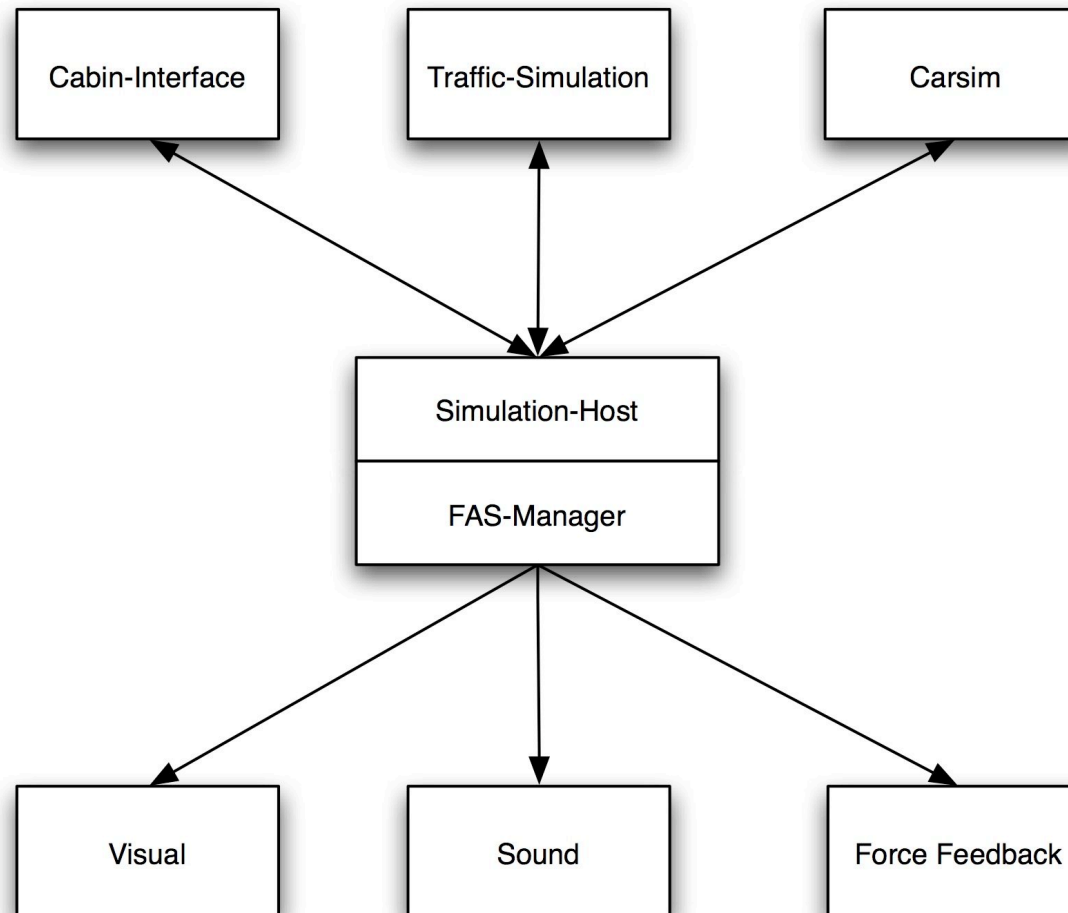 Cabin-Interface
Traffic-Simulation
Carsim
Simulation-Host
FAS-Manager
Visual
Sound
Force Feedback